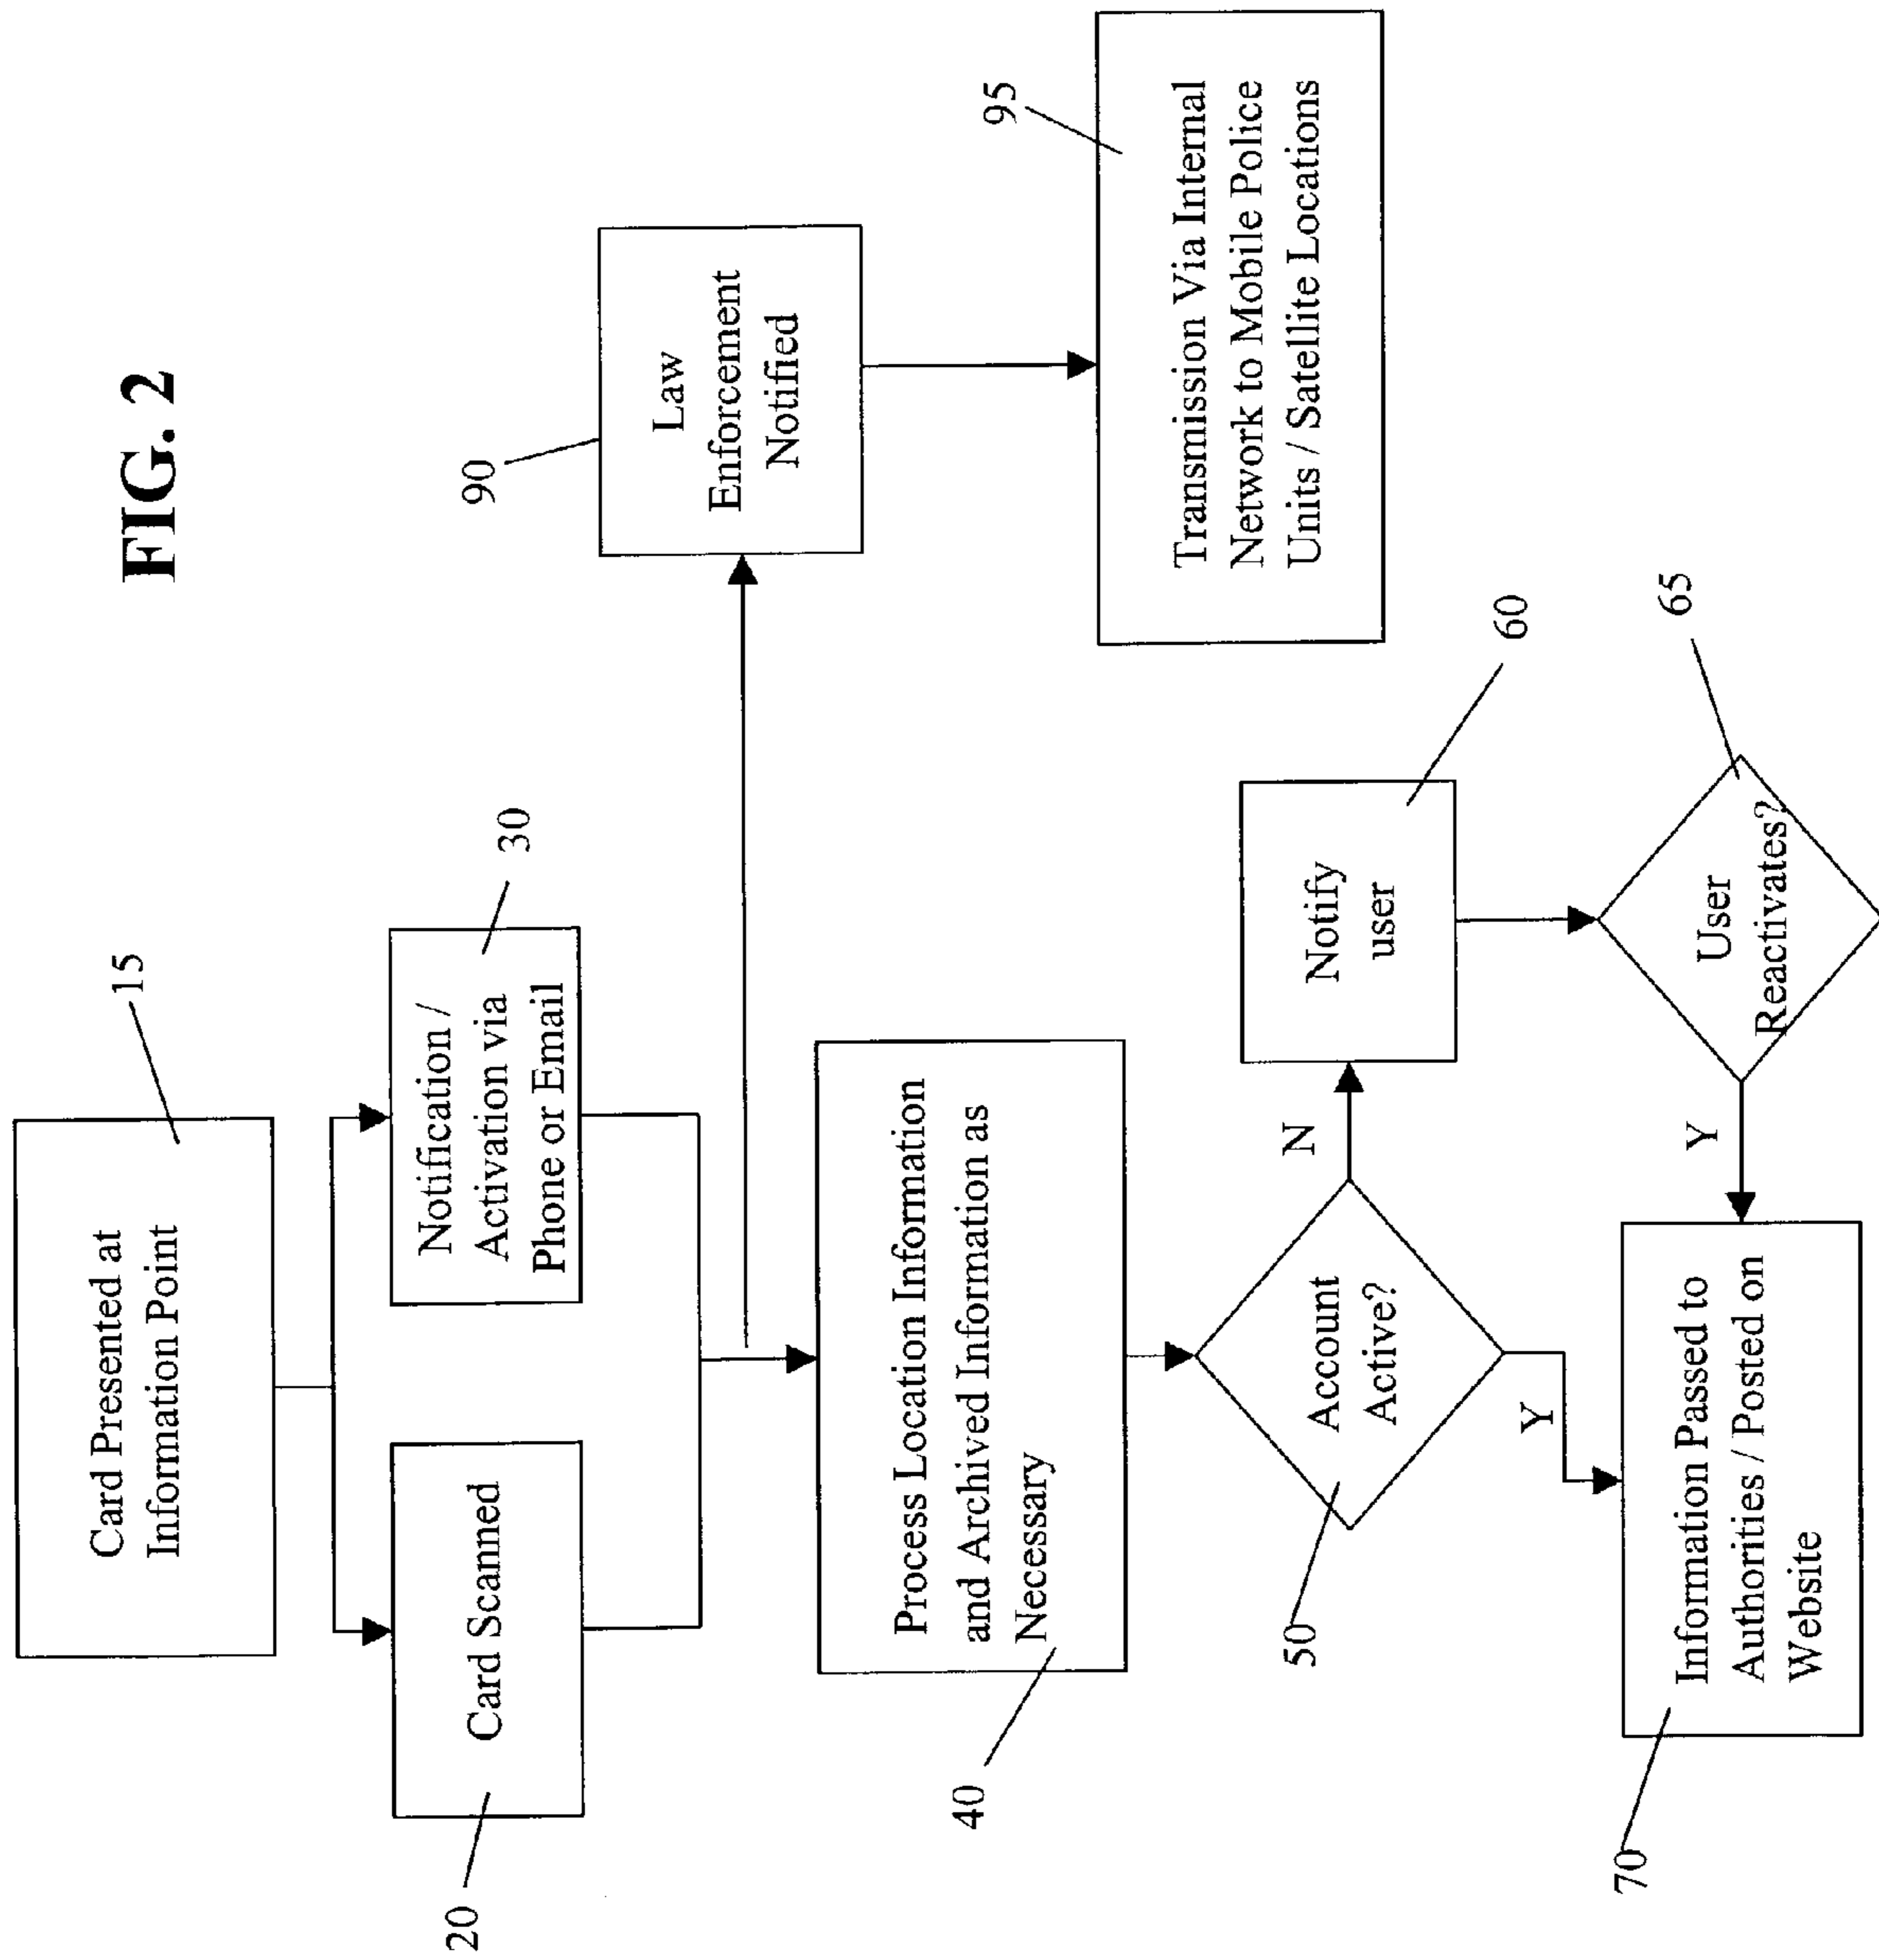 FIG. 2
Card Presented at
Information Point
15
Card Scanned
20
Notification /
Activation via
Phone or Email
30
Law
Enforcement
Notified
90
Process Location Information
and Archived Information as
Necessary
40
Transmission Via Internal
Network to Mobile Police
Units / Satellite Locations
95
Account
Active?
50
N
Y
Notify
user
60
User
Reactivates?
65
Y
Information Passed to
Authorities / Posted on
Website
70